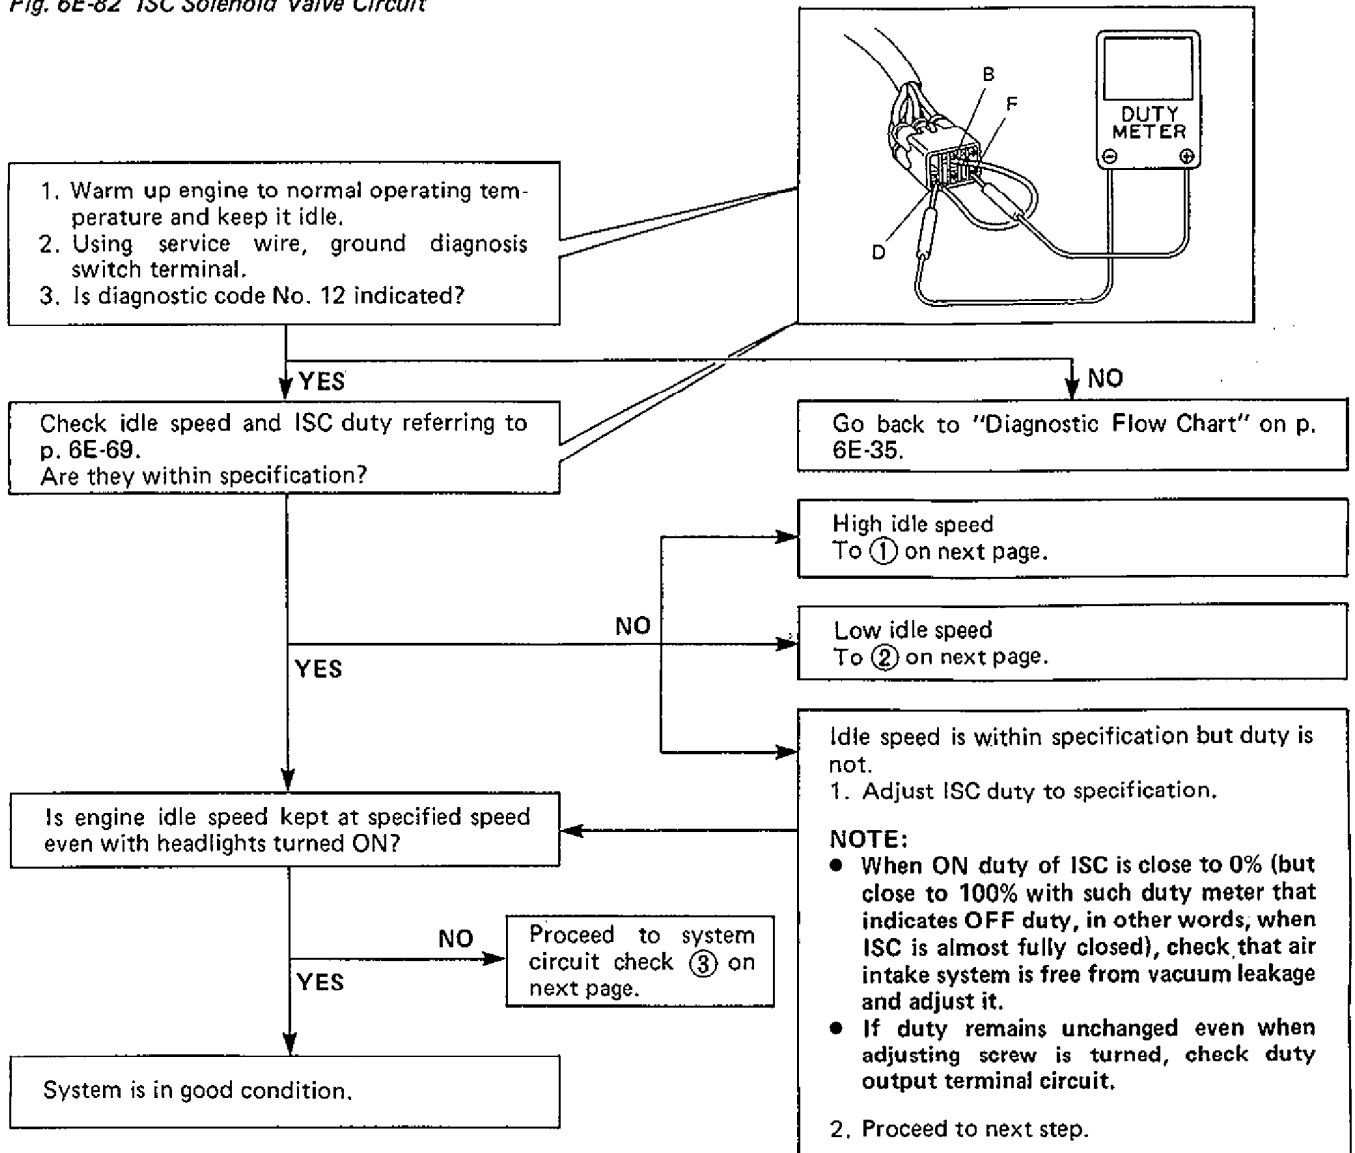 Fig. 6E-82 ISC Solenoid Valve Circuit
B
F
D
DUTY
METER
⊖ ⊕
1. Warm up engine to normal operating tem-
perature and keep it idle.
2. Using service wire, ground diagnosis
switch terminal.
3. Is diagnostic code No. 12 indicated?
YES
NO
Check idle speed and ISC duty referring to
p. 6E-69.
Are they within specification?
Go back to "Diagnostic Flow Chart" on p.
6E-35.
High idle speed
To ① on next page.
NO
Low idle speed
To ② on next page.
YES
Idle speed is within specification but duty is
not.
1. Adjust ISC duty to specification.
NOTE:
● When ON duty of ISC is close to 0% (but
close to 100% with such duty meter that
indicates OFF duty, in other words, when
ISC is almost fully closed), check that air
intake system is free from vacuum leakage
and adjust it.
● If duty remains unchanged even when
adjusting screw is turned, check duty
output terminal circuit.
2. Proceed to next step.
Is engine idle speed kept at specified speed
even with headlights turned ON?
NO
Proceed to system
circuit check ③ on
next page.
YES
System is in good condition.